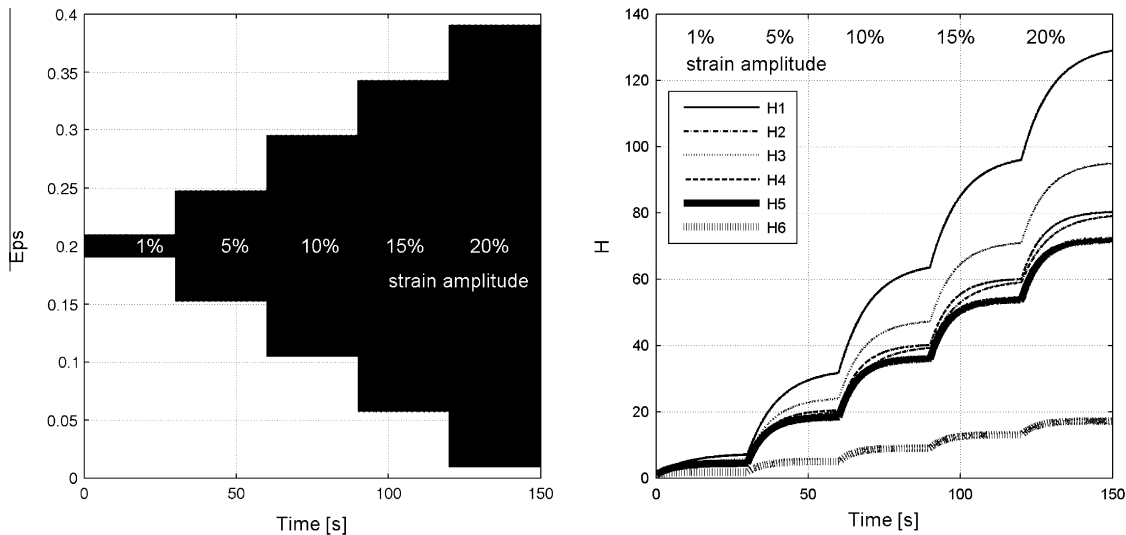 0.4
0.35
0.3
0.25
0.2
0.15
0.1
0.05
0
Eps
1% 5% 10% 15% 20%
strain amplitude
0 50 100 150
Time [s]
140
120
100
80
60
40
20
0
H
1% 5% 10% 15% 20%
strain amplitude
H1
H2
H3
H4
H5
H6
0 50 100 150
Time [s]